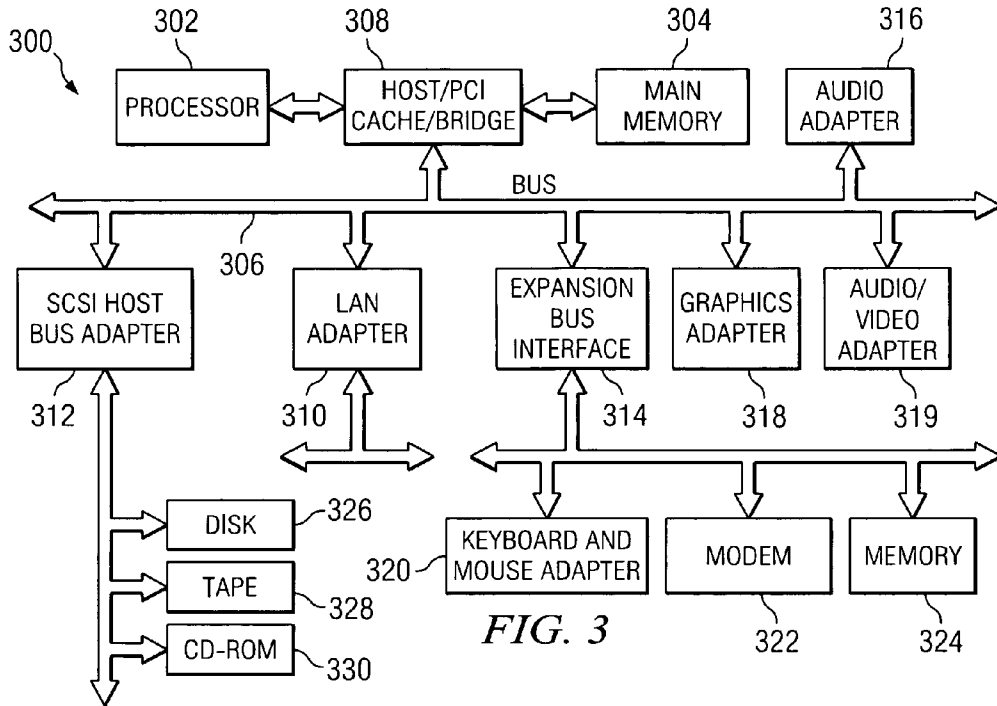 300
302
308
304
316
PROCESSOR
HOST/PCI
CACHE/BRIDGE
MAIN
MEMORY
AUDIO
ADAPTER
BUS
306
SCSI HOST
BUS ADAPTER
LAN
ADAPTER
EXPANSION
BUS
INTERFACE
GRAPHICS
ADAPTER
AUDIO/
VIDEO
ADAPTER
312
310
314
318
319
DISK
326
TAPE
328
CD-ROM
330
320
KEYBOARD AND
MOUSE ADAPTER
MODEM
MEMORY
322
324
FIG. 3